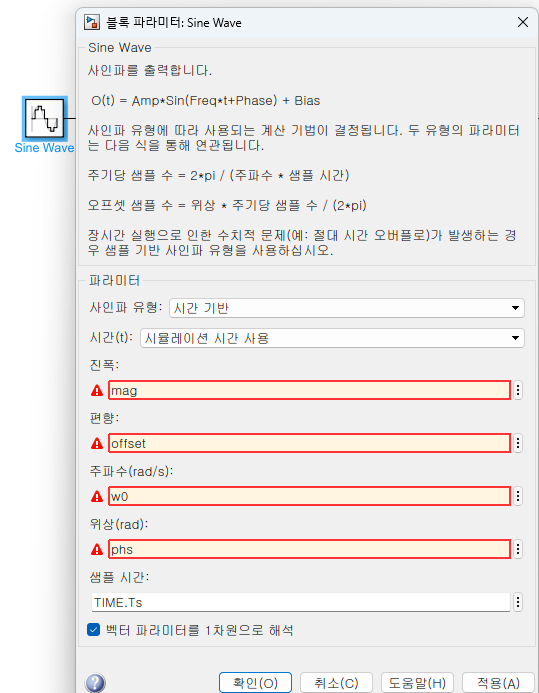 블록 파라미터: Sine Wave
Sine Wave
사인파를 출력합니다.
O(t) = Amp*Sin(Freq*t+Phase) + Bias
사인파 유형에 따라 사용되는 계산 기법이 결정됩니다. 두 유형의 파라미터
는 다음 식을 통해 연관됩니다.
주기당 샘플 수 = 2*pi / (주파수 * 샘플 시간)
오프셋 샘플 수 = 위상 * 주기당 샘플 수 / (2*pi)
장시간 실행으로 인한 수치적 문제(예: 절대 시간 오버플로)가 발생하는 경
우 샘플 기반 사인파 유형을 사용하십시오.
Sine Wave
파라미터
사인파 유형: 시간 기반
시간(t): 시뮬레이션 시간 사용
진폭:
mag
편향:
offset
주파수(rad/s):
w0
위상(rad):
phs
샘플 시간:
TIME.Ts
벡터 파라미터를 1차원으로 해석
확인(O) 취소(C) 도움말(H) 적용(A)